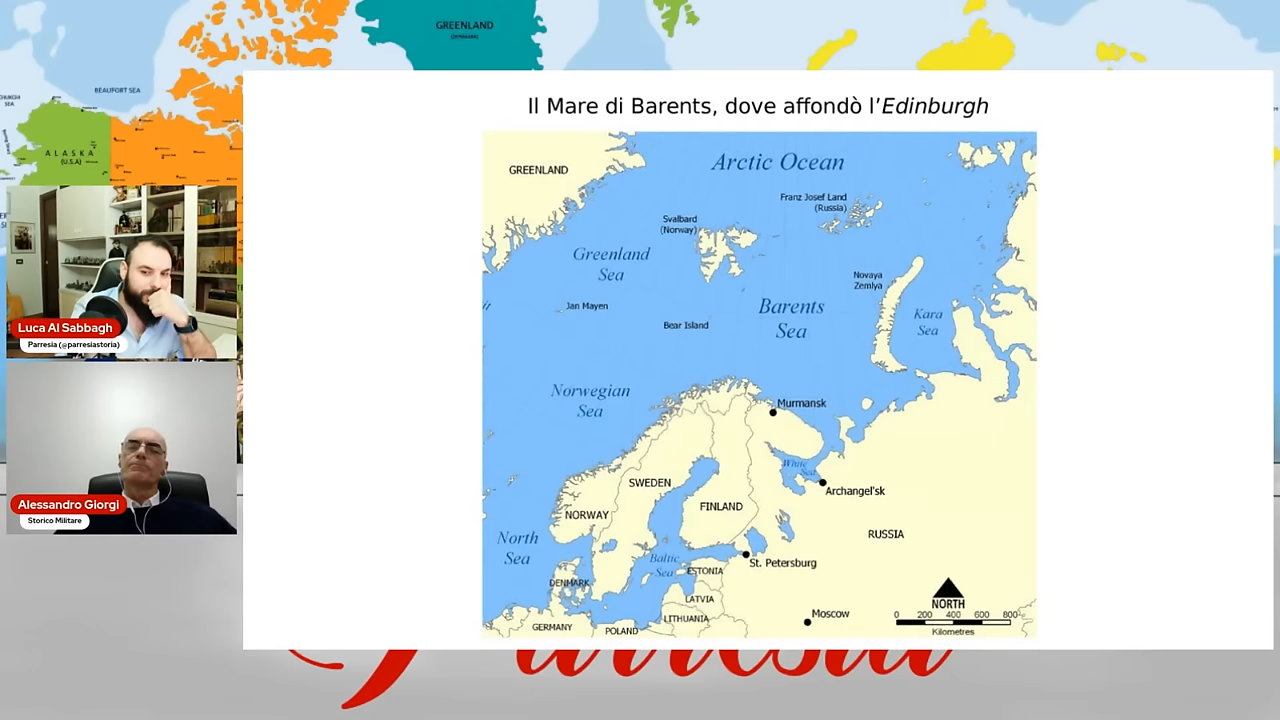 GREENLAND
BEAUFORT SEA
SEA
ALASKA
(U.S.A)
Il Mare di Barents, dove affondò l’Edinburgh
Arctic Ocean
GREENLAND
Franz Josef Land
(Russia)
Svalbard
(Norway)
Greenland
Sea
Novaya
Zemlya
Jan Mayen
Barents
Sea
Kara
Sea
Bear Island
Norwegian
Sea
Murmansk
White
Sea
SWEDEN
Archangel'sk
FINLAND
NORWAY
RUSSIA
North
Sea
Baltic
Sea
St. Petersburg
ESTONIA
DENMARK
LATVIA
NORTH
LITHUANIA
Moscow
0 200 400 600 800
Kilometres
GERMANY
POLAND
Luca Al Sabbagh
Parresia (@parresiastoria)
Alessandro Giorgi
Storico Militare
Parresia